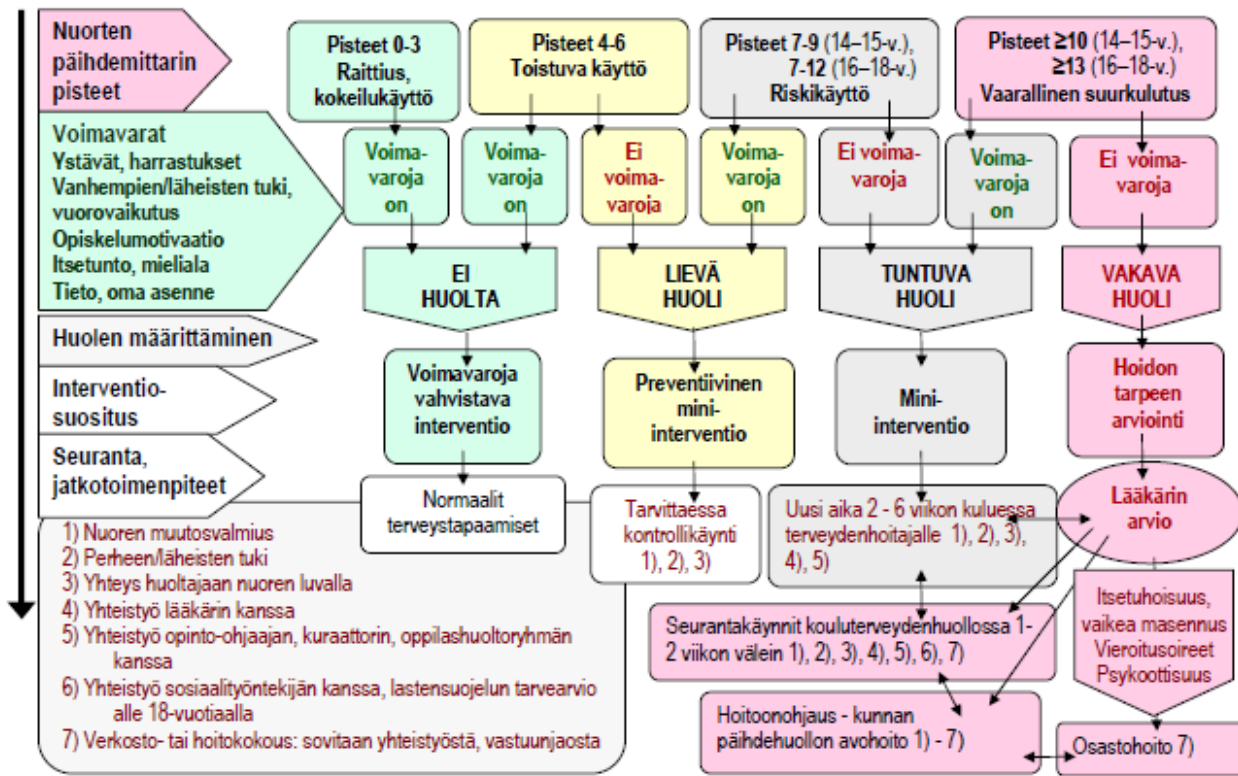 Nuorten
päihdemittarin
pisteet
Pisteet 0-3
Raittius,
kokeilukäyttö
Pisteet 4-6
Toistuva käyttö
Pisteet 7-9 (14–15-v.),
7-12 (16–18-v.)
Riskikäyttö
Pisteet ≥10 (14–15-v.),
≥13 (16–18-v.)
Vaarallinen suurkulutus
Voimavarat
Ystävät, harrastukset
Vanhempien/läheisten tuki,
vuorovaikutus
Opiskelumotivaatio
Itsetunto, mieliala
Tieto, oma asenne
Voima-
varoja
on
Voima-
varoja
on
Ei
voima-
varoja
Voima-
varoja on
Ei voima-
varoja
Voima-
varoja
on
Ei voima-
varoja
EI
HUOLTA
LIEVÄ
HUOLI
TUNTUVA
HUOLI
VAKAVA
HUOLI
Huolen määrittäminen
Interventio-
suositus
Voimavaroja
vahvistava
interventio
Preventiivinen
mini-
interventio
Mini-
interventio
Hoidon
tarpeen
arviointi
Seuranta,
jatkotoimenpiteet
Normaalit
terveystapaamiset
Tarvittaessa
kontrollikäynti
1), 2), 3)
Uusi aika 2 - 6 viikon kuluessa
terveydenhoitajalle 1), 2), 3),
4), 5)
Lääkärin
arvio
1) Nuoren muutosvalmius
2) Perheen/läheisten tuki
3) Yhteys huoltajaan nuoren luvalla
4) Yhteistyö lääkärin kanssa
5) Yhteistyö opinto-ohjaajan, kuraattorin, oppilashuoltoryhmän
kanssa
6) Yhteistyö sosiaalityöntekijän kanssa, lastensuojelun tarvearvio
alle 18-vuotiaalla
7) Verkosto- tai hoitokokous: sovitaan yhteistyöstä, vastuunjaosta
Seurantakäynnit kouluterveydenhuollossa 1-
2 viikon välein 1), 2), 3), 4), 5), 6), 7)
Itsetuhoisuus,
vaikea masennus
Vieroitusoireet
Psykoottisuus
Hoitoonohjaus - kunnan
päihdehuollon avohoito 1) - 7)
Osastohoito 7)